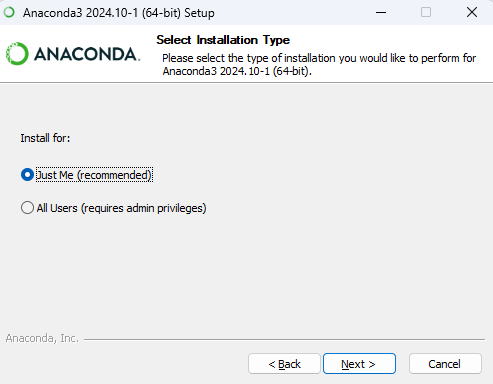 Anaconda3 2024.10-1 (64-bit) Setup
ANACONDA.
Select Installation Type
Please select the type of installation you would like to perform for
Anaconda3 2024.10-1 (64-bit).
Install for:
Just Me (recommended)
All Users (requires admin privileges)
Anaconda, Inc.
< Back
Next >
Cancel